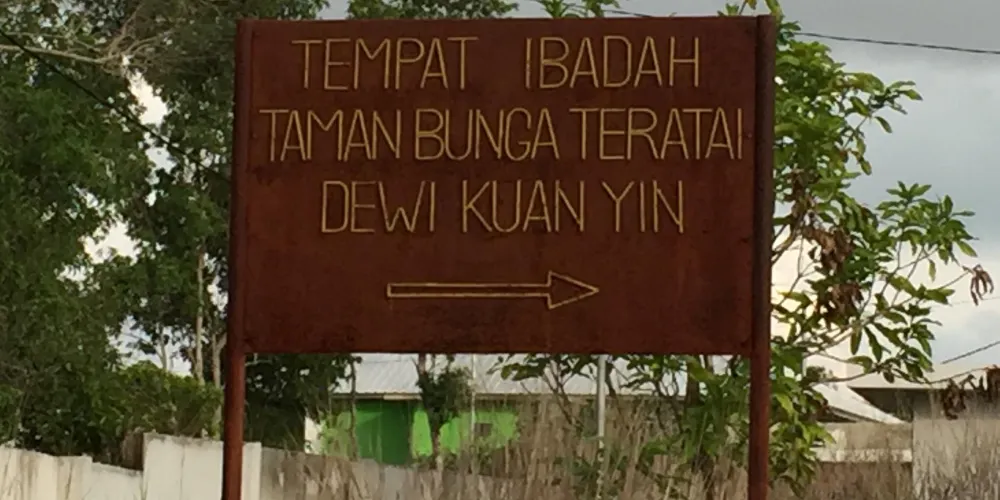 TEMPAT IBADAH
TAMAN BUNGA TERATAI
DEWI KUAN YIN